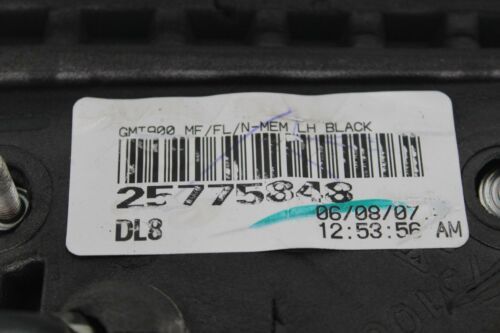 GMT900 MF/FL/N-MEM LH BLACK
25775848
DL8
06/08/07
12:53:56 AM